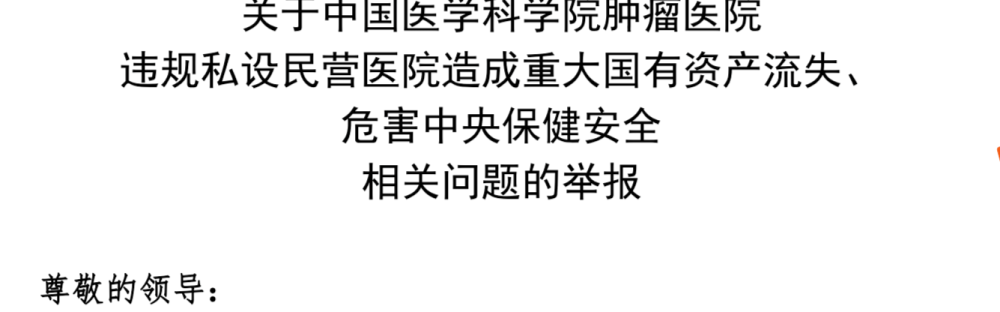 关于中国医学科学院肿瘤医院
违规私设民营医院造成重大国有资产流失、
危害中央保健安全
相关问题的举报
尊敬的领导：